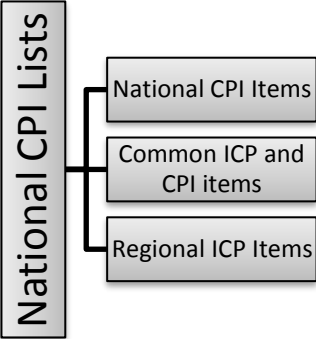 National CPI Lists
National CPI Items
Common ICP and
CPI items
Regional ICP Items